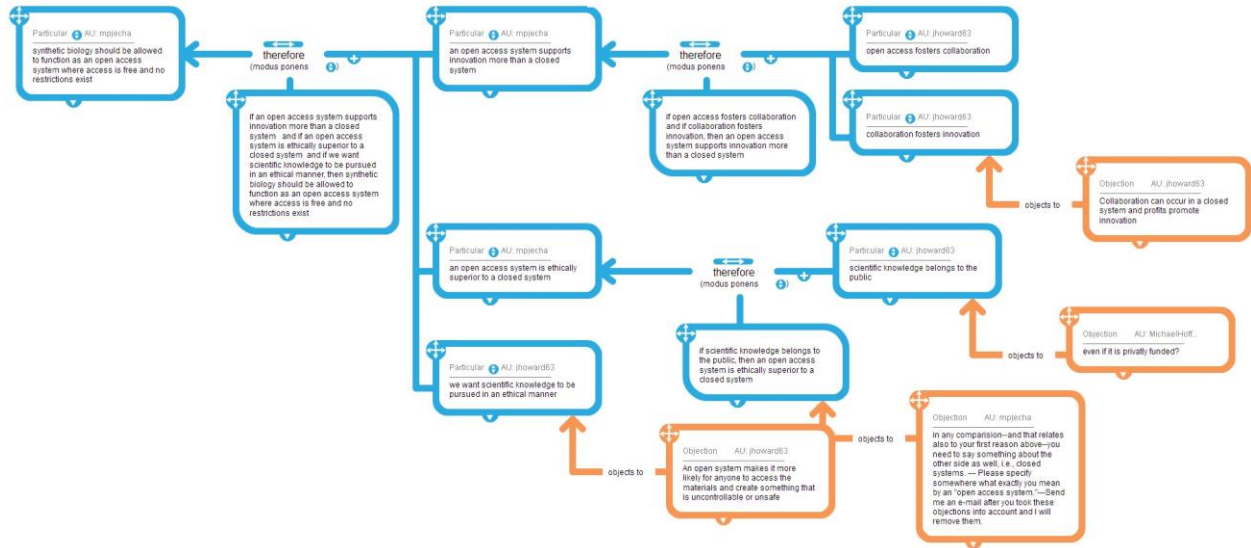 Particular AU: mpjecha
synthetic biology should be allowed
to function as an open access
system where access is free and no
restrictions exist
therefore
(modus ponens )
if an open access system supports
innovation more than a closed
system and if an open access
system is ethically superior to a
closed system and if we want
scientific knowledge to be pursued
in an ethical manner, then synthetic
biology should be allowed to
function as an open access system
where access is free and no
restrictions exist
Particular AU: mpjecha
an open access system supports
innovation more than a closed
system
therefore
(modus ponens )
if open access fosters collaboration
and if collaboration fosters
innovation, then an open access
system supports innovation more
than a closed system
Particular AU: jhoward63
open access fosters collaboration
Particular AU: jhoward63
collaboration fosters innovation
objects to
Objection AU: jhoward63
Collaboration can occur in a closed
system and profits promote
innovation
Particular AU: mpjecha
an open access system is ethically
superior to a closed system
therefore
(modus ponens )
if scientific knowledge belongs to
the public, then an open access
system is ethically superior to a
closed system
Particular AU: jhoward63
scientific knowledge belongs to the
public
objects to
Objection AU: MichaelHoff..
even if it is privatly funded?
Particular AU: jhoward63
we want scientific knowledge to be
pursued in an ethical manner
objects to
Objection AU: jhoward63
An open system makes it more
likely for anyone to access the
materials and create something that
is uncontrollable or unsafe
objects to
Objection AU: mpjecha
in any comparision--and that relates
also to your first reason above--you
need to say something about the
other side as well, i.e., closed
systems. --- Please specify
somewhere what exactly you mean
by an "open access system."---Send
me an e-mail after you took these
objections into account and I will
remove them.